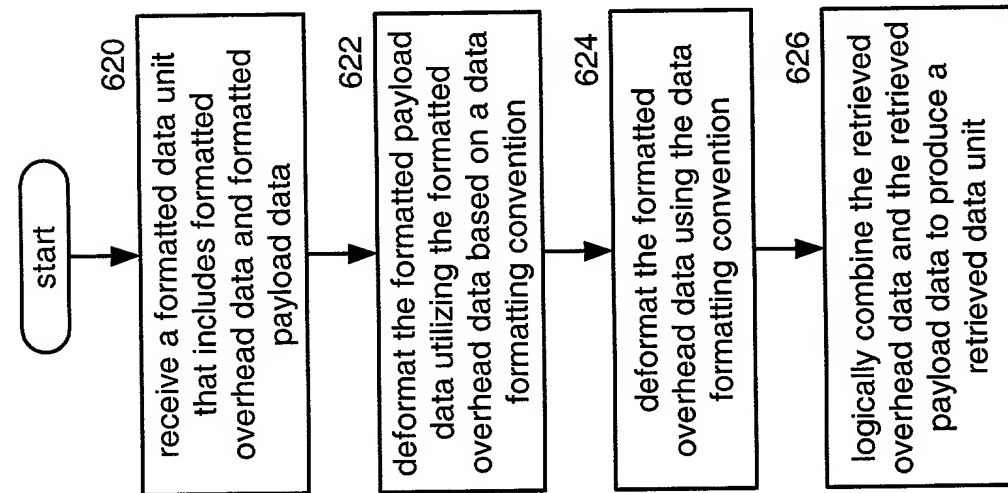 start
620
receive a formatted data unit
that includes formatted
overhead data and formatted
payload data
622
deformat the formatted payload
data utilizing the formatted
overhead data based on a data
formatting convention
624
deformat the formatted
overhead data using the data
formatting convention
626
logically combine the retrieved
overhead data and the retrieved
payload data to produce a
retrieved data unit